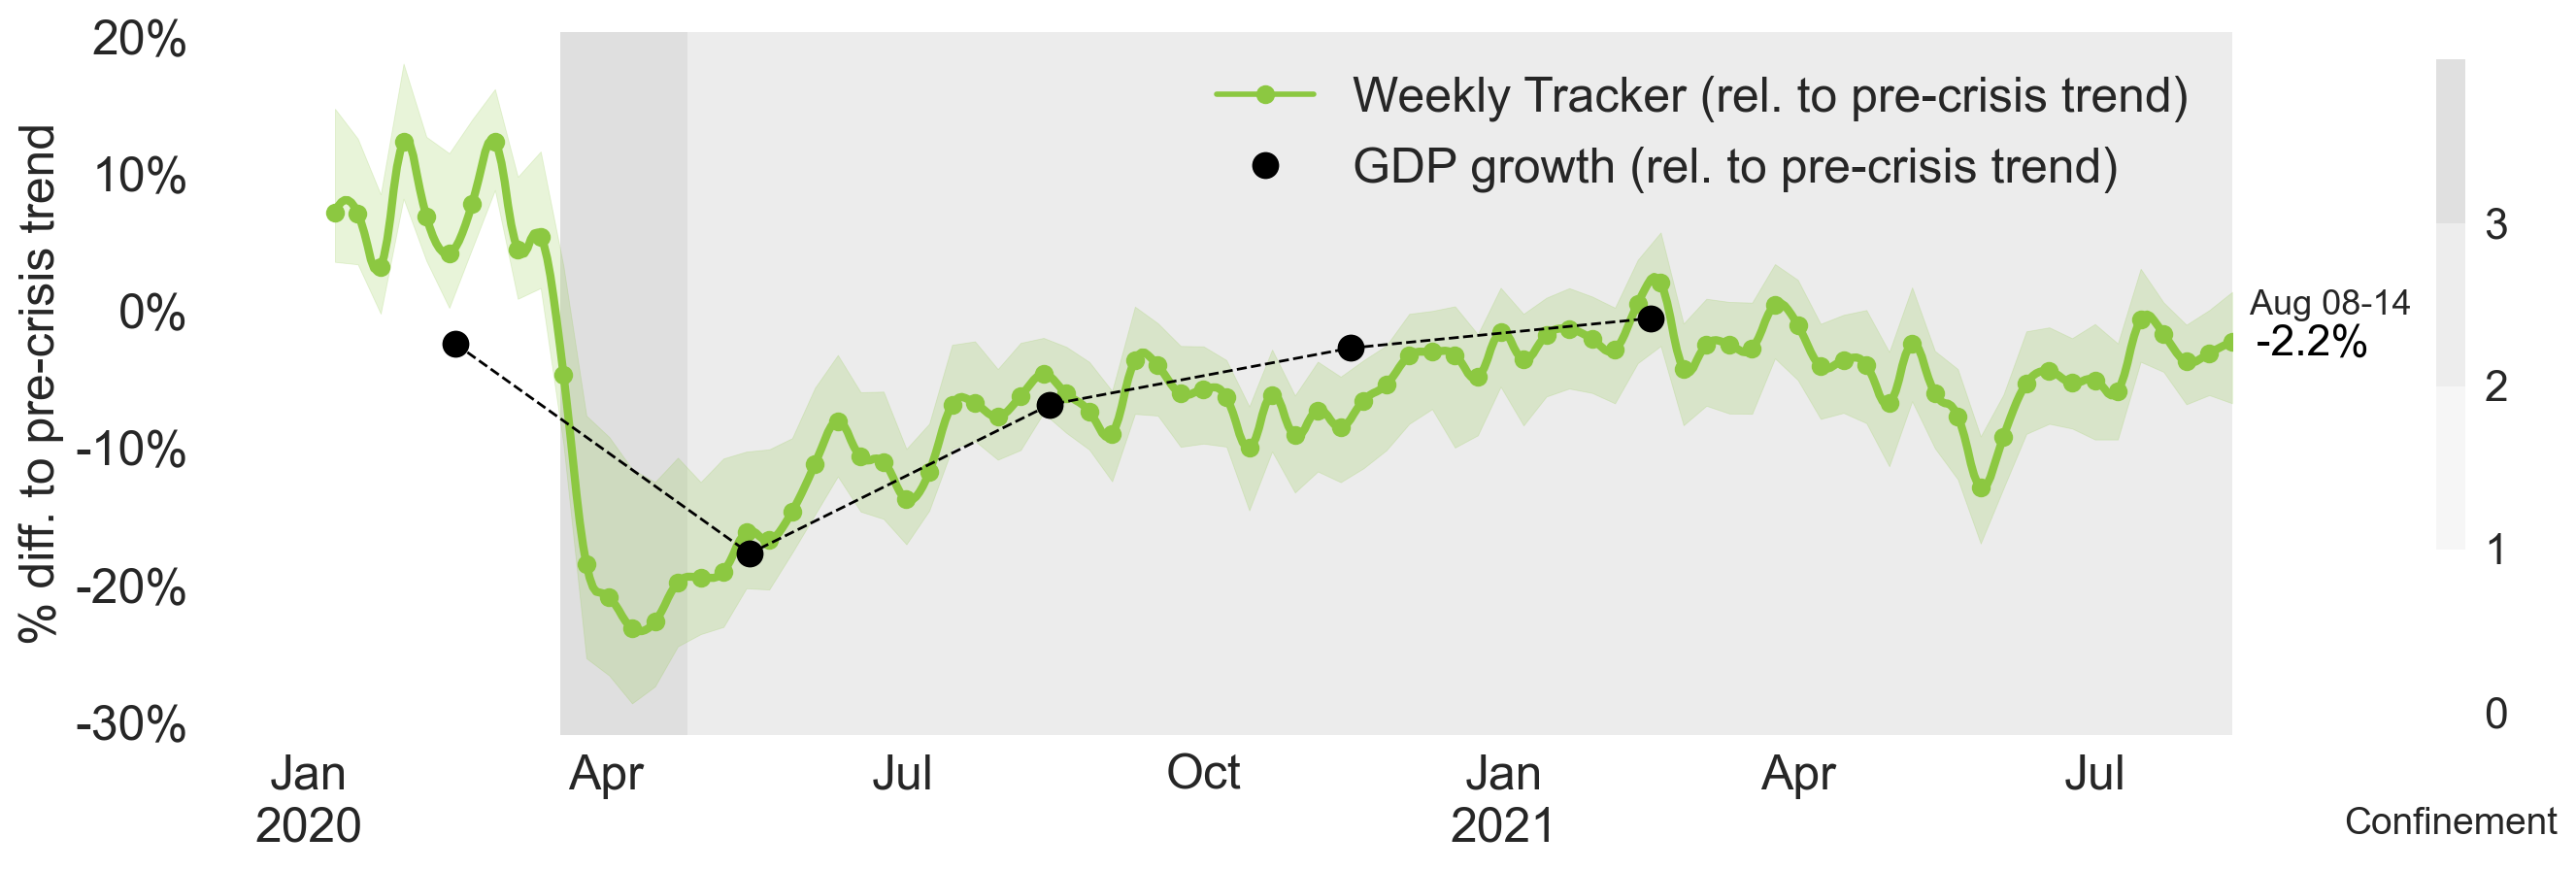 % diff. to pre-crisis trend
20%
10%
0%
-10%
-20%
-30%
Weekly Tracker (rel. to pre-crisis trend)
GDP growth (rel. to pre-crisis trend)
Aug 08-14
-2.2%
3
2
1
0
Jan Apr Jul Oct Jan Apr Jul
2020 2021
Confinement